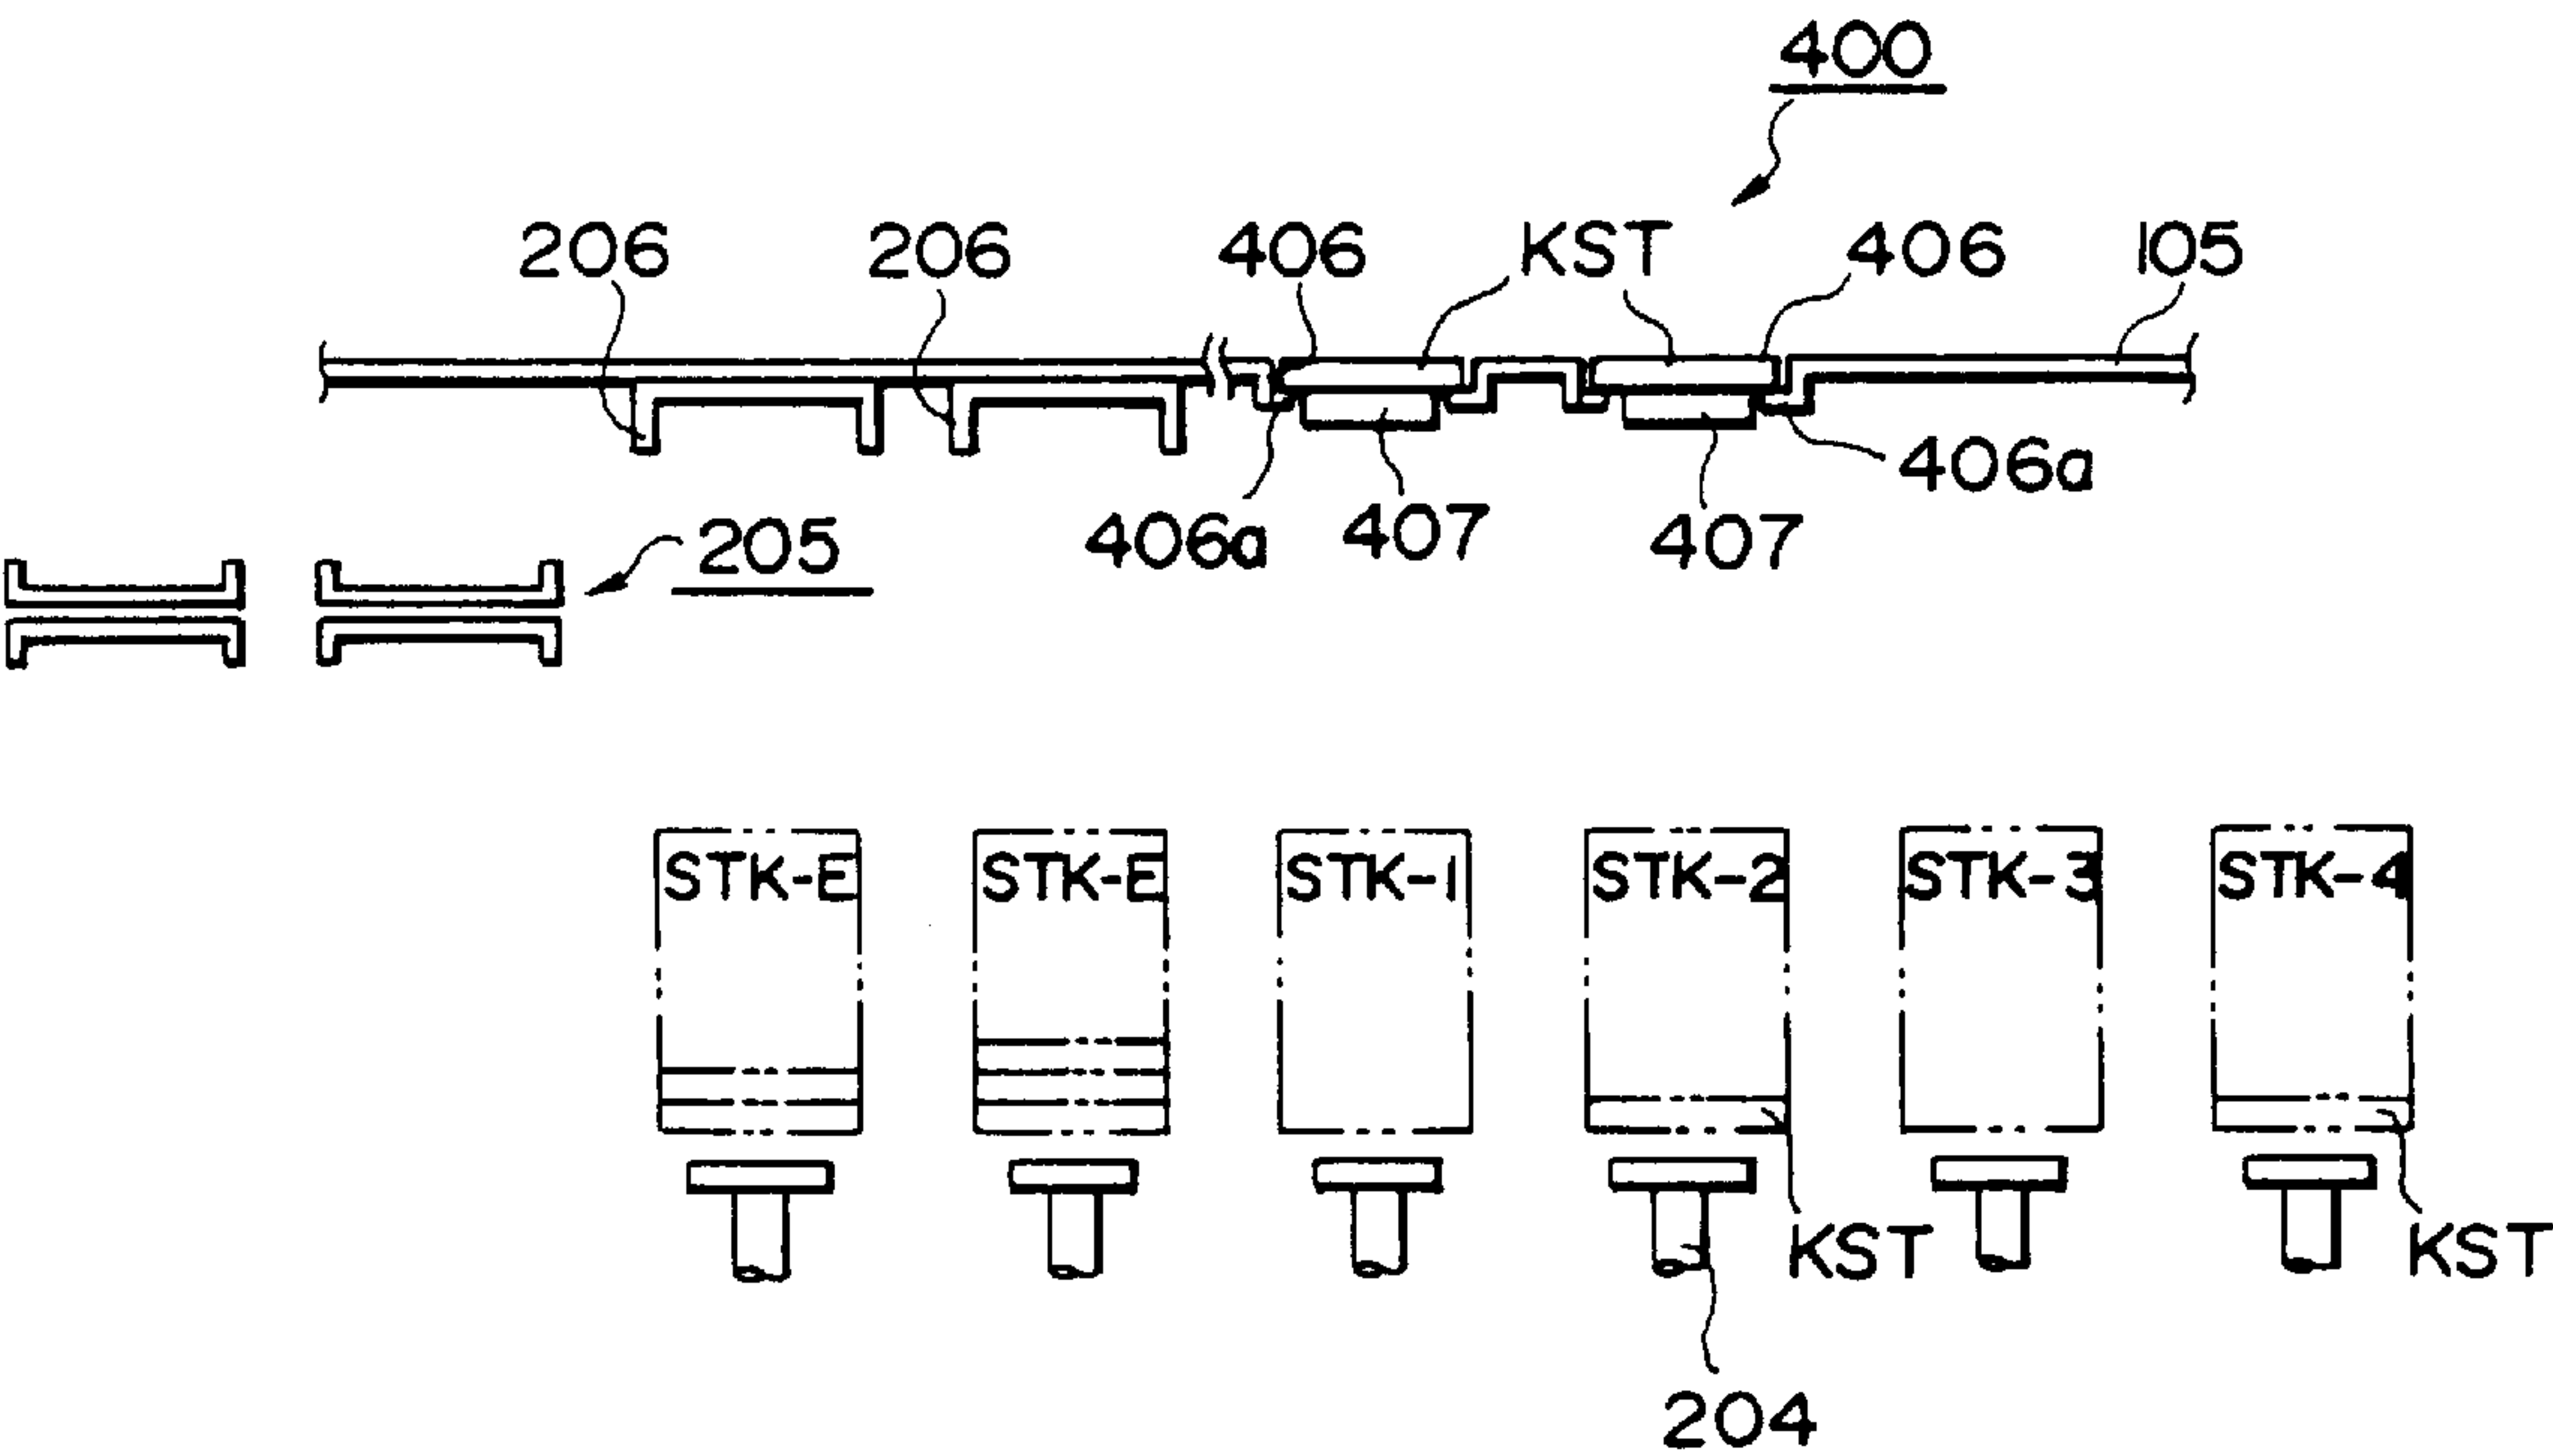 400
206 206 406 KST 406 105
406a 407 407 406a
205
STK-E STK-E STK-1 STK-2 STK-3 STK-4
KST KST
204